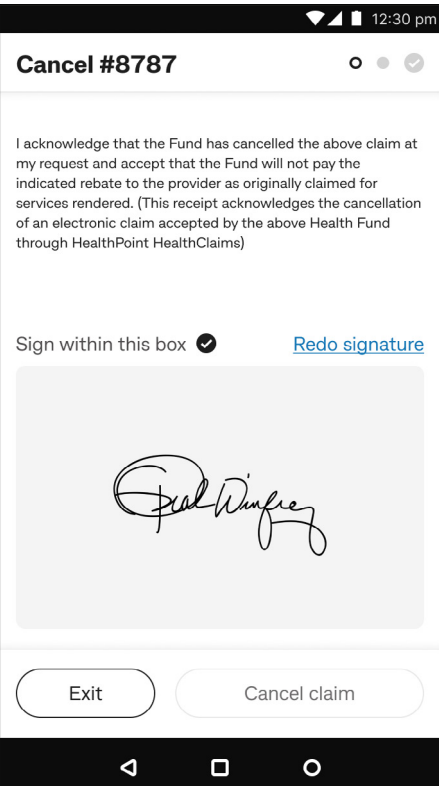 12:30 pm
Cancel #8787
I acknowledge that the Fund has cancelled the above claim at
my request and accept that the Fund will not pay the
indicated rebate to the provider as originally claimed for
services rendered. (This receipt acknowledges the cancellation
of an electronic claim accepted by the above Health Fund
through HealthPoint HealthClaims)
Sign within this box
Redo signature
Winfrey
Exit
Cancel claim